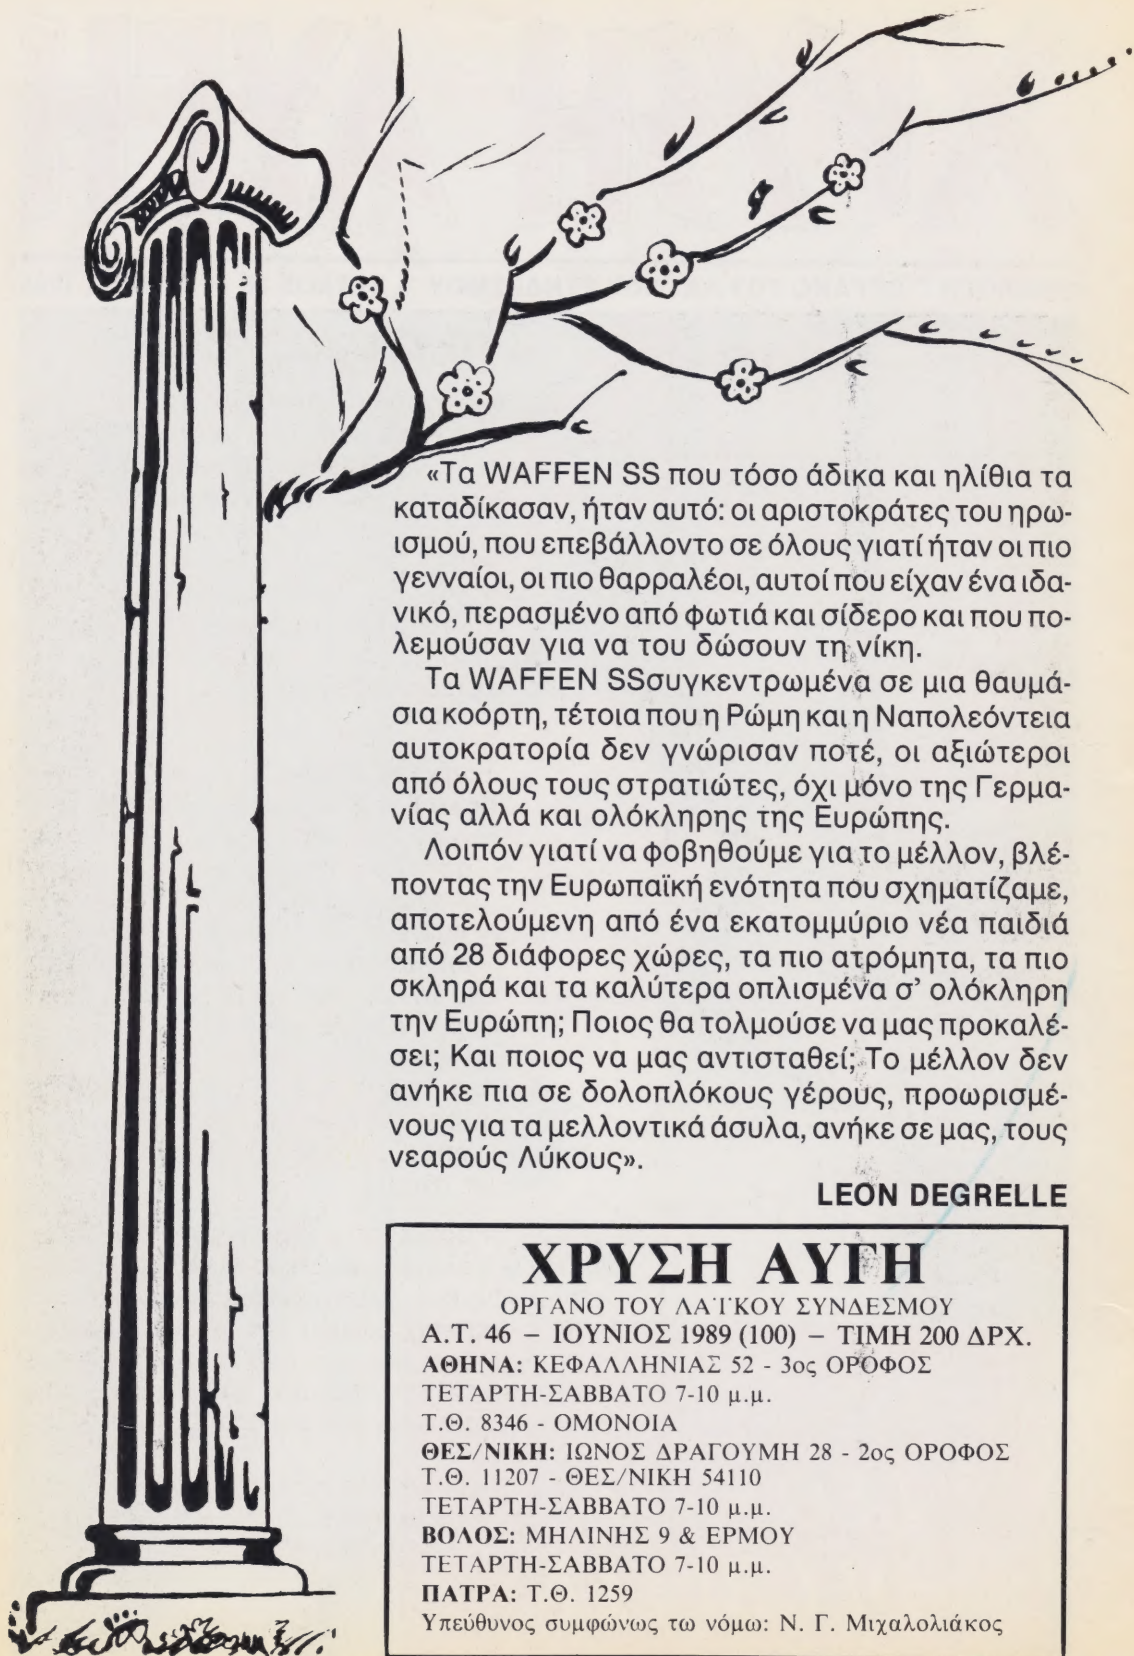 «Τα WAFFEN SS που τόσο άδικα και ηλίθια τα
καταδίκασαν, ήταν αυτό: οι αριστοκράτες του ηρω-
ισμού, που επεβάλλοντο σε όλους γιατί ήταν οι πιο
γενναίοι, οι πιο θαρραλέοι, αυτοί που είχαν ένα ιδα-
νικό, περασμένο από φωτιά και σίδερο και που πο-
λεμούσαν για να του δώσουν τη νίκη.
Τα WAFFEN SSσυγκεντρωμένα σε μια θαυμά-
σια κοόρτη, τέτοια που η Ρώμη και η Ναπολεόντεια
αυτοκρατορία δεν γνώρισαν ποτέ, οι αξιώτεροι
από όλους τους στρατιώτες, όχι μόνο της Γερμα-
νίας αλλά και ολόκληρης της Ευρώπης.
Λοιπόν γιατί να φοβηθούμε για το μέλλον, βλέ-
ποντας την Ευρωπαϊκή ενότητα που σχηματίζαμε,
αποτελούμενη από ένα εκατομμύριο νέα παιδιά
από 28 διάφορες χώρες, τα πιο ατρόμητα, τα πιο
σκληρά και τα καλύτερα οπλισμένα σ' ολόκληρη
την Ευρώπη; Ποιος θα τολμούσε να μας προκαλέ-
σει; Και ποιος να μας αντισταθεί; Το μέλλον δεν
ανήκε πια σε δολοπλόκους γέρους, προωρισμέ-
νους για τα μελλοντικά άσυλα, ανήκε σε μας, τους
νεαρούς Λύκους».
LEON DEGRELLE
ΧΡΥΣΗ ΑΥΓΗ
ΟΡΓΑΝΟ ΤΟΥ ΛΑΪΚΟΥ ΣΥΝΔΕΣΜΟΥ
Α.Τ. 46 – ΙΟΥΝΙΟΣ 1989 (100) – ΤΙΜΗ 200 ΔΡΧ.
ΑΘΗΝΑ: ΚΕΦΑΛΛΗΝΙΑΣ 52 - 3ος ΟΡΟΦΟΣ
ΤΕΤΑΡΤΗ-ΣΑΒΒΑΤΟ 7-10 μ.μ.
Τ.Θ. 8346 - ΟΜΟΝΟΙΑ
ΘΕΣ/ΝΙΚΗ: ΙΩΝΟΣ ΔΡΑΓΟΥΜΗ 28 - 2ος ΟΡΟΦΟΣ
Τ.Θ. 11207 - ΘΕΣ/ΝΙΚΗ 54110
ΤΕΤΑΡΤΗ-ΣΑΒΒΑΤΟ 7-10 μ.μ.
ΒΟΛΟΣ: ΜΗΛΙΝΗΣ 9 & ΕΡΜΟΥ
ΤΕΤΑΡΤΗ-ΣΑΒΒΑΤΟ 7-10 μ.μ.
ΠΑΤΡΑ: Τ.Θ. 1259
Υπεύθυνος συμφώνως τω νόμω: Ν. Γ. Μιχαλολιάκος